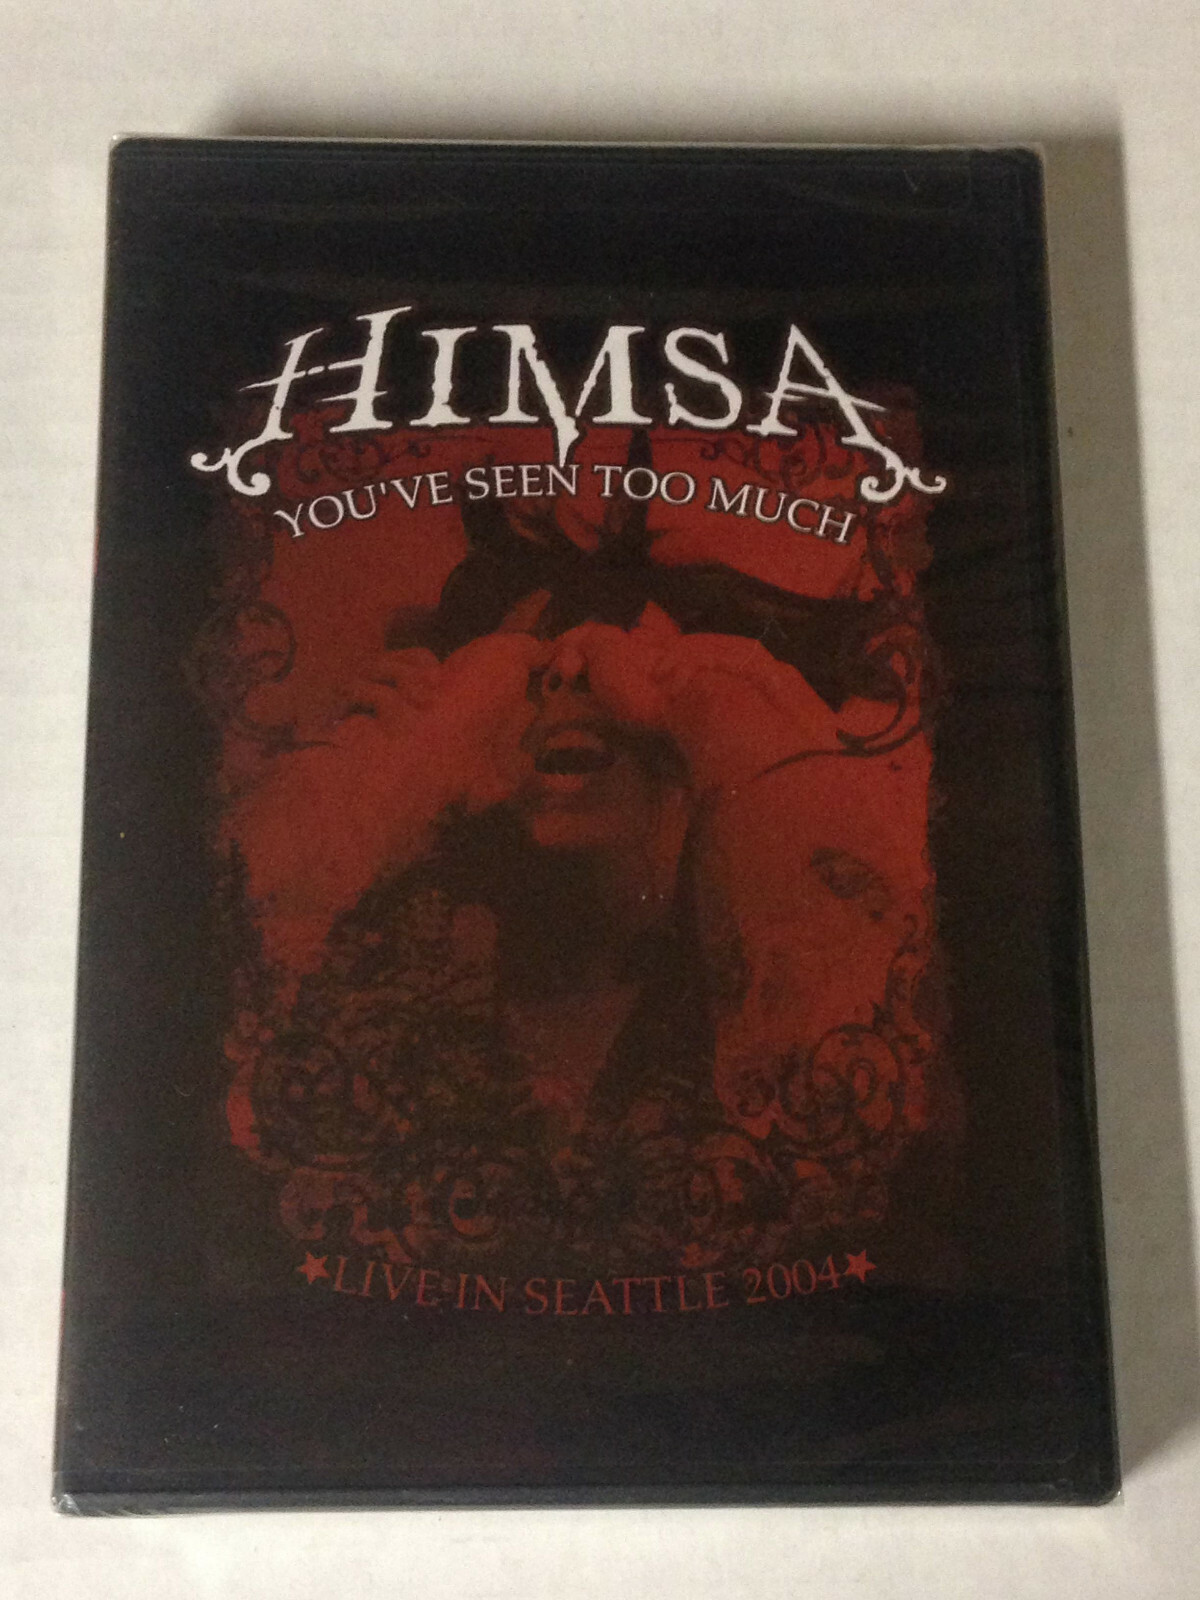 HIMSA
YOU'VE SEEN TOO MUCH
LIVE IN SEATTLE 2004